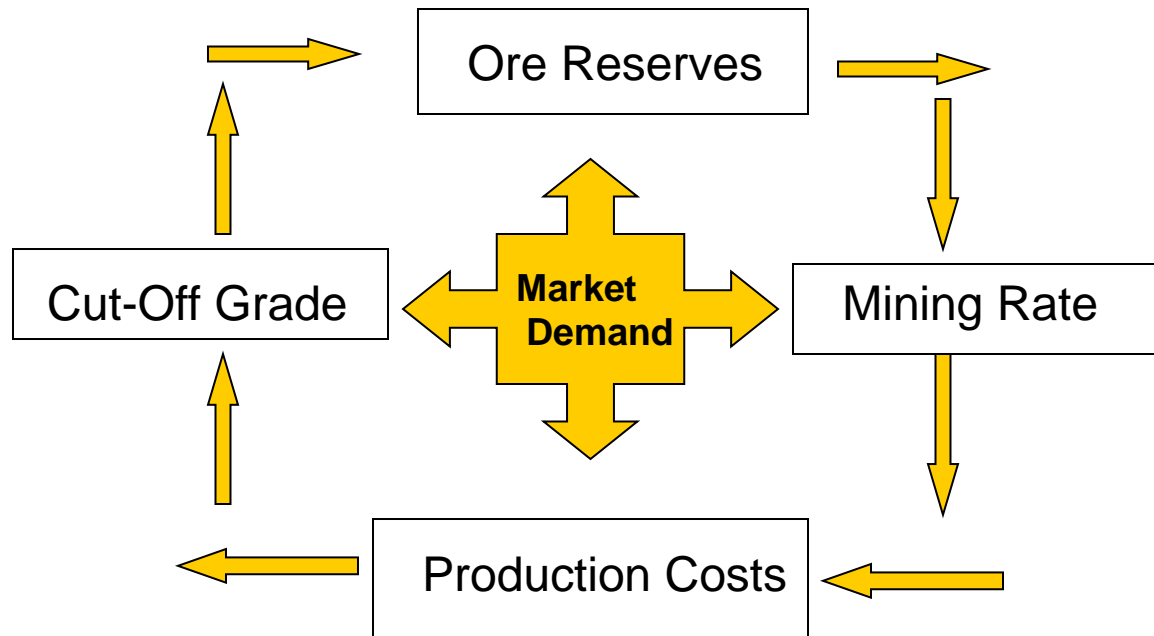 Ore Reserves
Cut-Off Grade
Market
Demand
Mining Rate
Production Costs